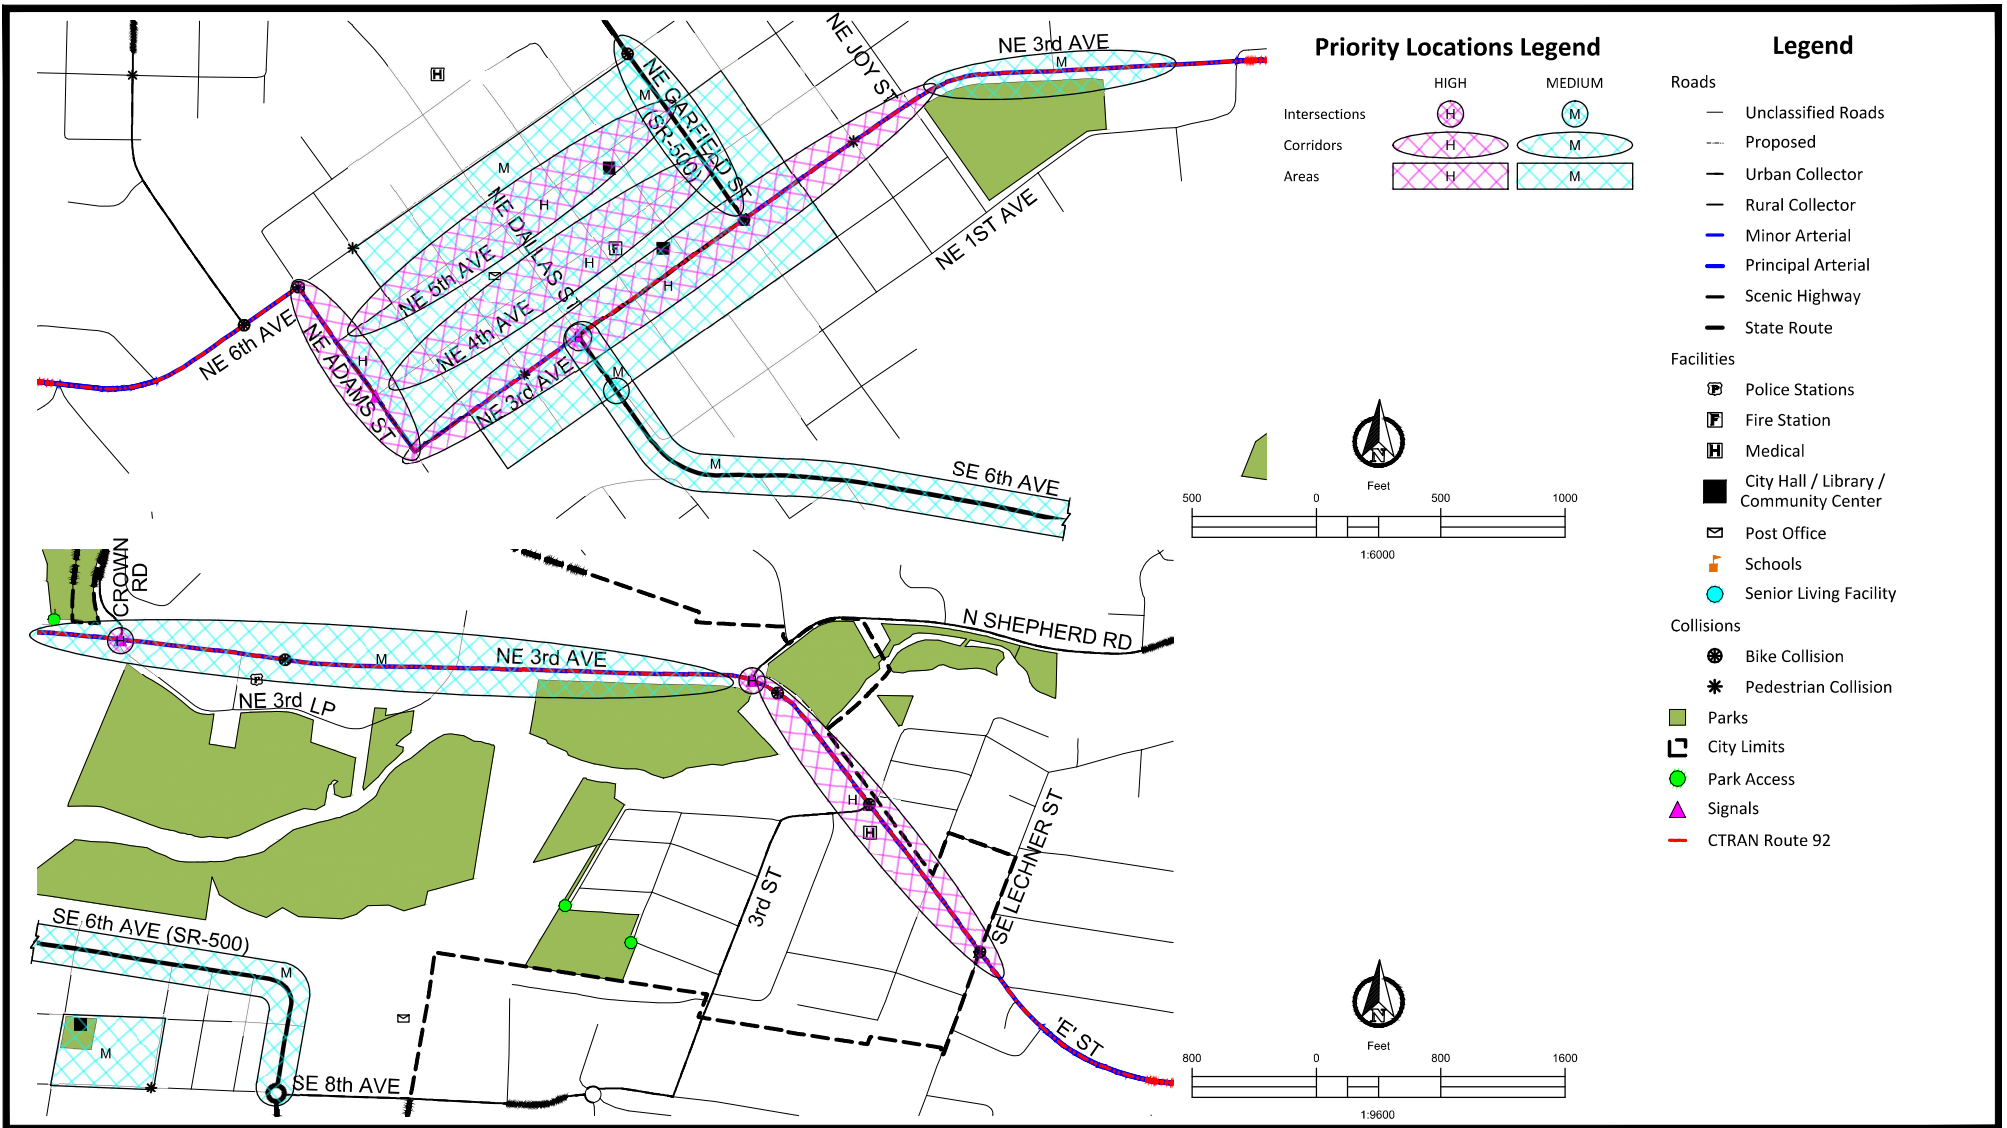 NE 3rd AVE
M
NE JOY ST
NE GARFIELD ST
(SR-500)
M
M
H
NE DALLAS ST
F
H
H
H
NE 5th AVE
NE 4th AVE
NE 1ST AVE
NE 6th AVE
NE ADAMS ST
H
NE 3rd AVE
H
M
M
SE 6th AVE
CROWN
RD
H
M
NE 3rd AVE
P
NE 3rd LP
H
N SHEPHERD RD
H
H
SE LECHNER ST
3rd ST
SE 6th AVE (SR-500)
M
M
SE 8th AVE
'E' ST
Priority Locations Legend
HIGH
MEDIUM
Intersections
H
M
Corridors
H
M
Areas
H
M
N
Feet
500
0
500
1000
1:6000
N
Feet
800
0
800
1600
1:9600
Legend
Roads
Unclassified Roads
Proposed
Urban Collector
Rural Collector
Minor Arterial
Principal Arterial
Scenic Highway
State Route
Facilities
P Police Stations
F Fire Station
H Medical
City Hall / Library /
Community Center
Post Office
Schools
Senior Living Facility
Collisions
Bike Collision
Pedestrian Collision
Parks
City Limits
Park Access
Signals
CTRAN Route 92